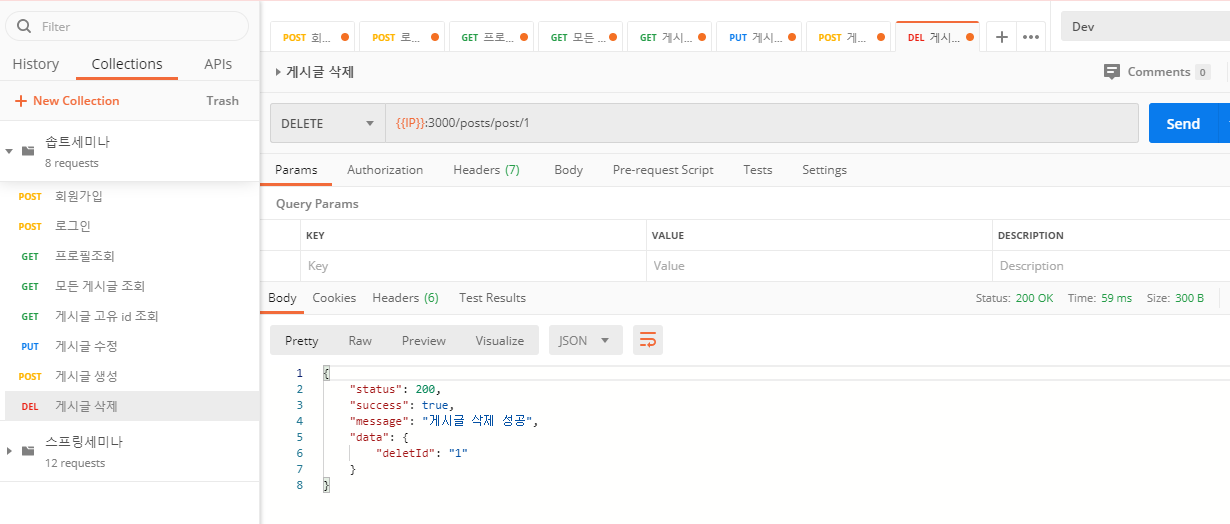 Filter
History Collections APIs
+ New Collection Trash
솝트세미나
8 requests
POST 회원가입
POST 로그인
GET 프로필조회
GET 모든 게시글 조회
GET 게시글 고유 id 조회
PUT 게시글 수정
POST 게시글 생성
DEL 게시글 삭제
스프링세미나
12 requests
POST 회... POST 로... GET 프로... GET 모든 ... GET 게시... PUT 게시... POST 게... DEL 게시... + ••• Dev
게시글 삭제 Comments 0
DELETE {{IP}}:3000/posts/post/1 Send
Params Authorization Headers (7) Body Pre-request Script Tests Settings
Query Params
KEY VALUE DESCRIPTION
Key Value Description
Body Cookies Headers (6) Test Results Status: 200 OK Time: 59 ms Size: 300 B
Pretty Raw Preview Visualize JSON
1 {
2 "status": 200,
3 "success": true,
4 "message": "게시글 삭제 성공",
5 "data": {
6 "deletId": "1"
7 }
8 }